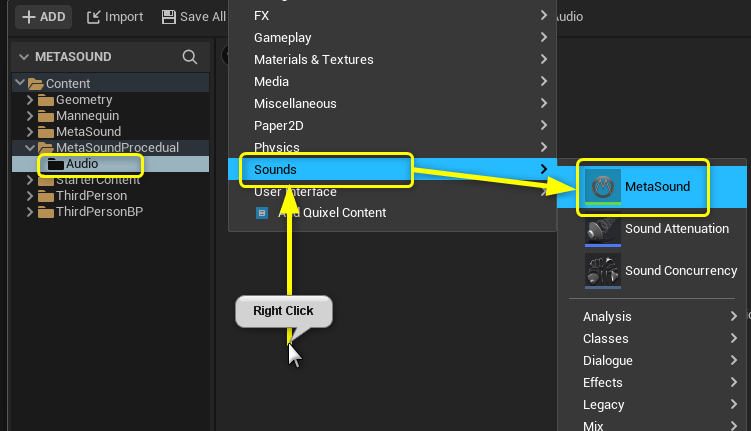 ADD
Import
Save All
Audio
METASOUND
Content
Geometry
Mannequin
MetaSound
MetaSoundProcedual
Audio
StarterContent
ThirdPerson
ThirdPersonBP
FX
Gameplay
Materials & Textures
Media
Miscellaneous
Paper2D
Physics
Sounds
User Interface
Add Quixel Content
Right Click
MetaSound
Sound Attenuation
Sound Concurrency
Analysis
Classes
Dialogue
Effects
Legacy
Mix